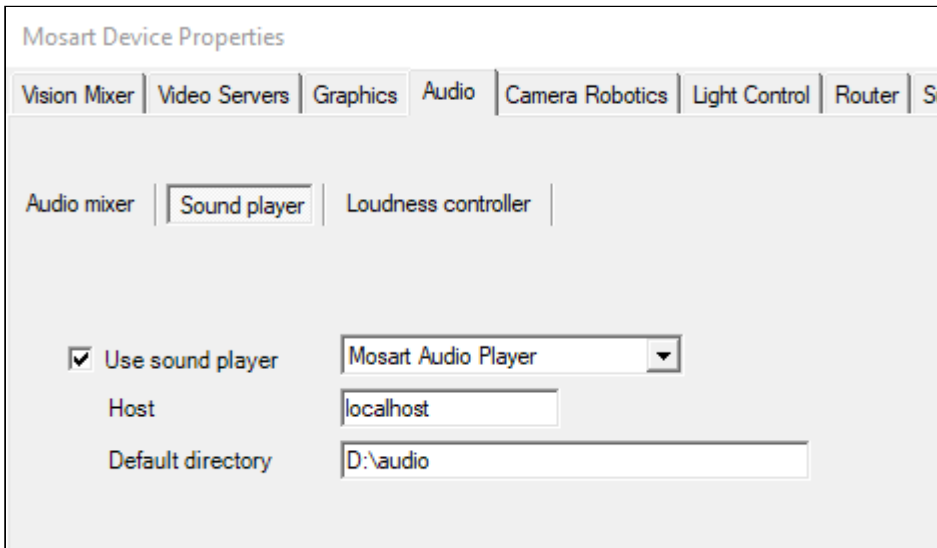 Mosart Device Properties
Vision Mixer Video Servers Graphics Audio Camera Robotics Light Control Router
Audio mixer Sound player Loudness controller
Use sound player Mosart Audio Player
Host localhost
Default directory D:\audio